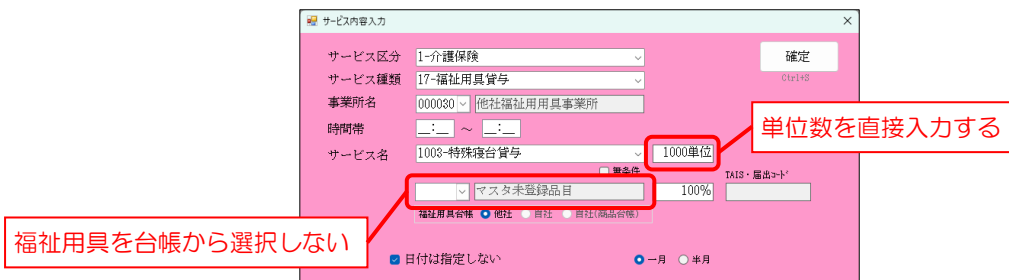 サービス内容入力
サービス区分 1-介護保険 確定
Ctrl+S
サービス種類 17-福祉用具貸与
事業所名 000030 他社福祉用用具事業所
時間帯 __:__ ～ __:__
単位数を直接入力する
サービス名 1003-特殊寝台貸与 1000単位
無条件
TAIS・届出ｺｰﾄﾞ
マスタ未登録品目 100%
福祉用具台帳 他社 自社 自社(商品台帳)
福祉用具を台帳から選択しない
日付は指定しない 一月 半月